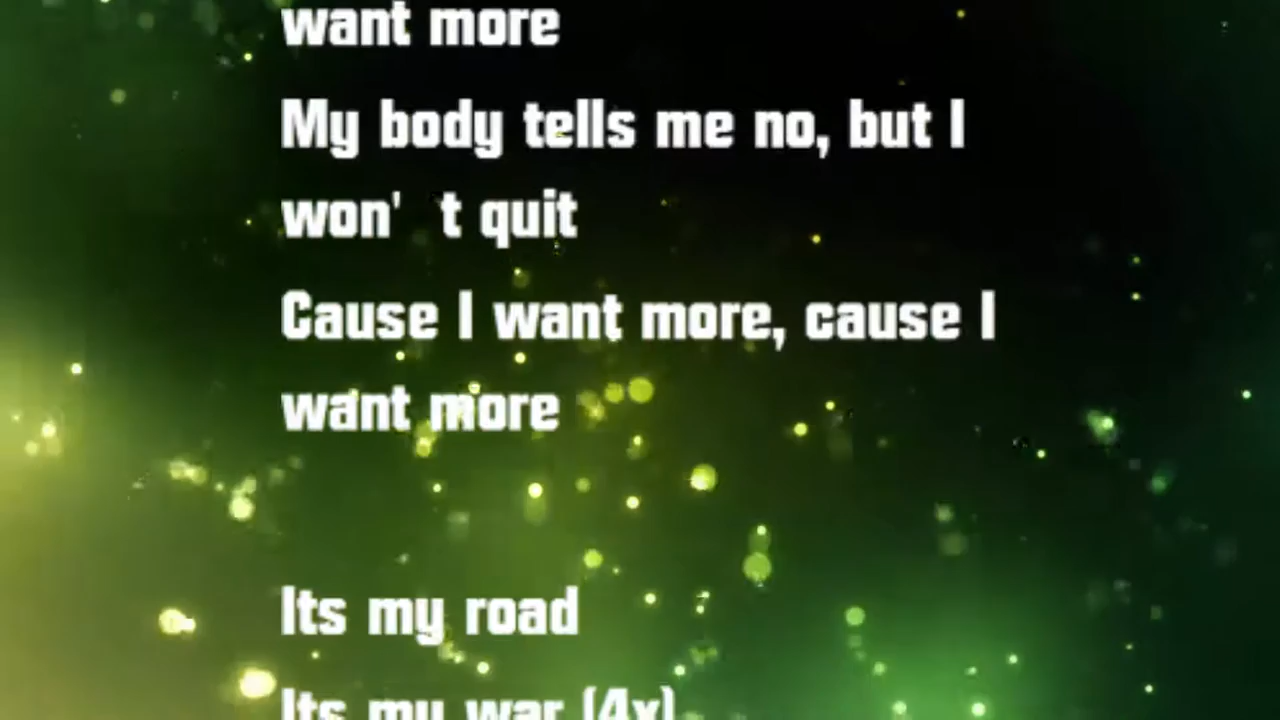 want more
My body tells me no, but I
won' t quit
Cause I want more, cause I
want more
Its my road
Its my war (4x)